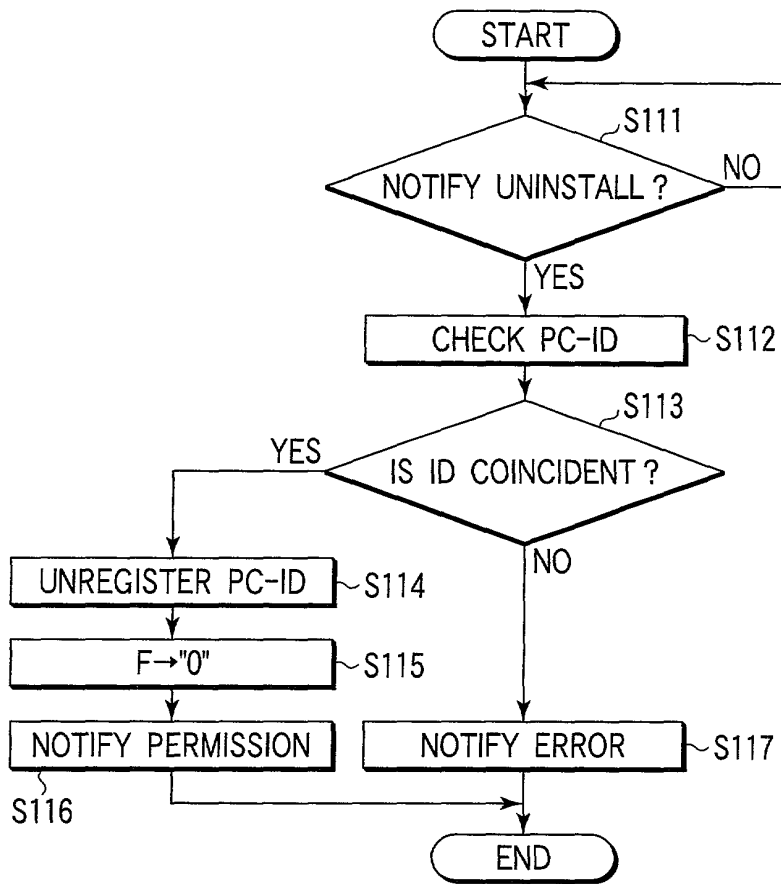 START
S111
NOTIFY UNINSTALL?
NO
YES
CHECK PC-ID
S112
S113
YES
IS ID COINCIDENT?
NO
UNREGISTER PC-ID
S114
F→"0"
S115
NOTIFY PERMISSION
S116
NOTIFY ERROR
S117
END